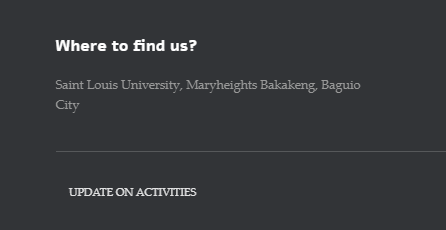 Where to find us?
Saint Louis University, Maryheights Bakakeng, Baguio
City
UPDATE ON ACTIVITIES